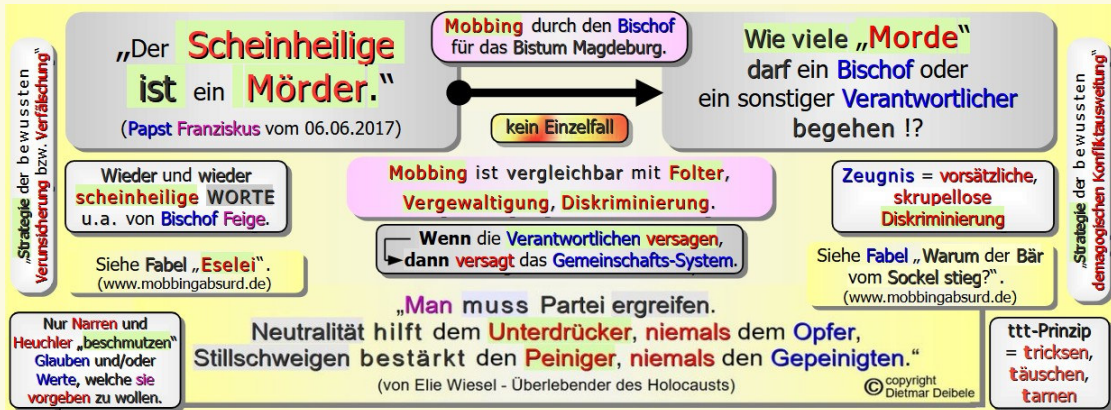 „Strategie der bewussten
Verunsicherung bzw. Verfälschung“
„Der Scheinheilige
ist ein Mörder.“
(Papst Franziskus vom 06.06.2017)
Mobbing durch den Bischof
für das Bistum Magdeburg.
kein Einzelfall
Wie viele „Morde“
darf ein Bischof oder
ein sonstiger Verantwortlicher
begehen !?
„Strategie der bewussten
demagogischen Konfliktausweitung“
Wieder und wieder
scheinheilige WORTE
u.a. von Bischof Feige.
Mobbing ist vergleichbar mit Folter,
Vergewaltigung, Diskriminierung.
Zeugnis = vorsätzliche,
skrupellose
Diskriminierung
Wenn die Verantwortlichen versagen,
dann versagt das Gemeinschafts-System.
Siehe Fabel „Eselei“.
(www.mobbingabsurd.de)
Siehe Fabel „Warum der Bär
vom Sockel stieg?“.
(www.mobbingabsurd.de)
„Man muss Partei ergreifen.
Neutralität hilft dem Unterdrücker, niemals dem Opfer,
Stillschweigen bestärkt den Peiniger, niemals den Gepeinigten.“
(von Elie Wiesel - Überlebender des Holocausts)
© copyright
Dietmar Deibele
Nur Narren und
Heuchler „beschmutzen“
Glauben und/oder
Werte, welche sie
vorgeben zu wollen.
ttt-Prinzip
= tricksen,
täuschen,
tarnen